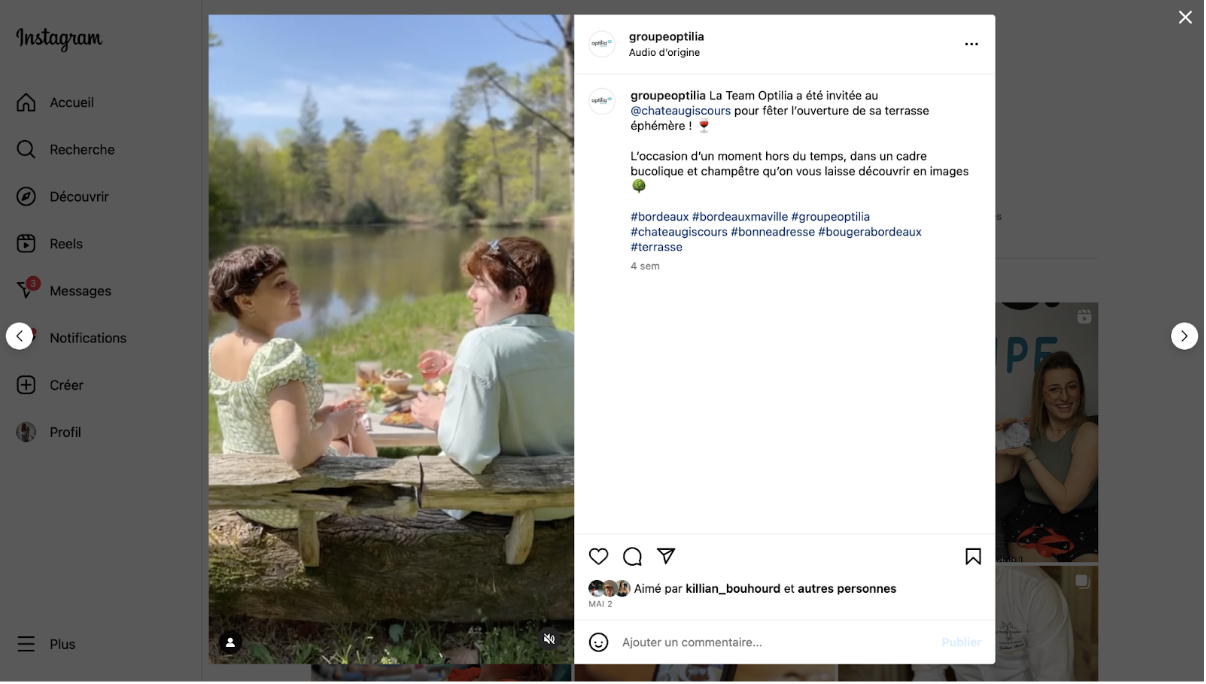 Instagram
Accueil
Recherche
Découvrir
Reels
3
Messages
Notifications
Créer
Profil
Plus
optilia
groupeoptilia
Audio d'origine
optilia
groupeoptilia La Team Optilia a été invitée au
@chateaugiscours pour fêter l'ouverture de sa terrasse
éphémère ! 🍷
L'occasion d'un moment hors du temps, dans un cadre
bucolique et champêtre qu'on vous laisse découvrir en images
🌳
#bordeaux #bordeauxmaville #groupeoptilia
#chateaugiscours #bonneadresse #bougerabordeaux
#terrasse
4 sem
Aimé par killian_bouhourd et autres personnes
MAI 2
Ajouter un commentaire...
Publier